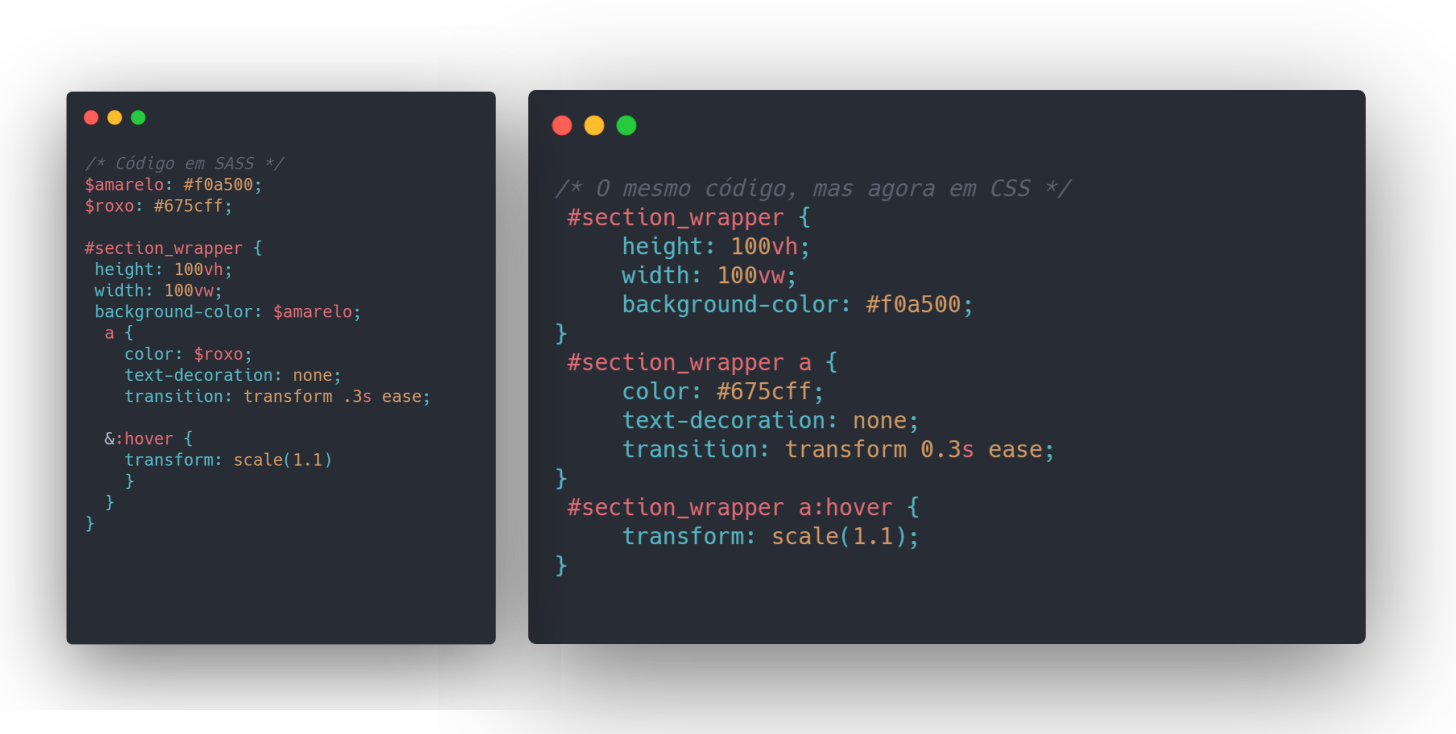 /* Código em SASS */
$amarelo: #f0a500;
$roxo: #675cff;
#section_wrapper {
height: 100vh;
width: 100vw;
background-color: $amarelo;
a {
color: $roxo;
text-decoration: none;
transition: transform .3s ease;
&:hover {
transform: scale(1.1)
}
}
}
/* O mesmo código, mas agora em CSS */
#section_wrapper {
height: 100vh;
width: 100vw;
background-color: #f0a500;
}
#section_wrapper a {
color: #675cff;
text-decoration: none;
transition: transform 0.3s ease;
}
#section_wrapper a:hover {
transform: scale(1.1);
}